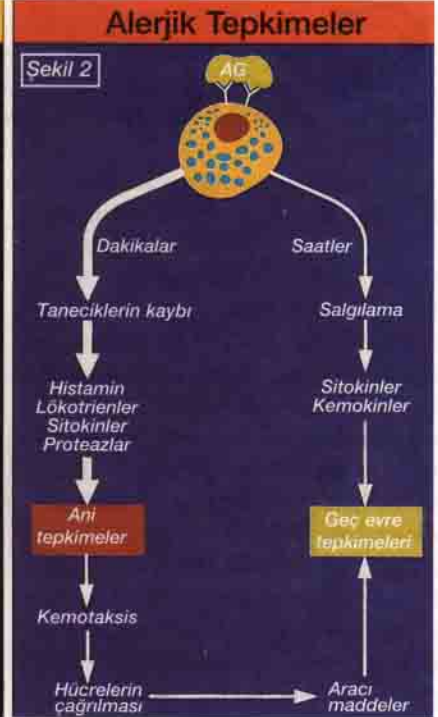 Alerjik Tepkimeler
Şekil 2
AG
Dakikalar
Saatler
Taneciklerin kaybı
Salgılama
Histamin
Lökotrienler
Sitokinler
Proteazlar
Sitokinler
Kemokinler
Ani
tepkimeler
Geç evre
tepkimeleri
Kemotaksis
Hücrelerin
çağrılması
Aracı
maddeler